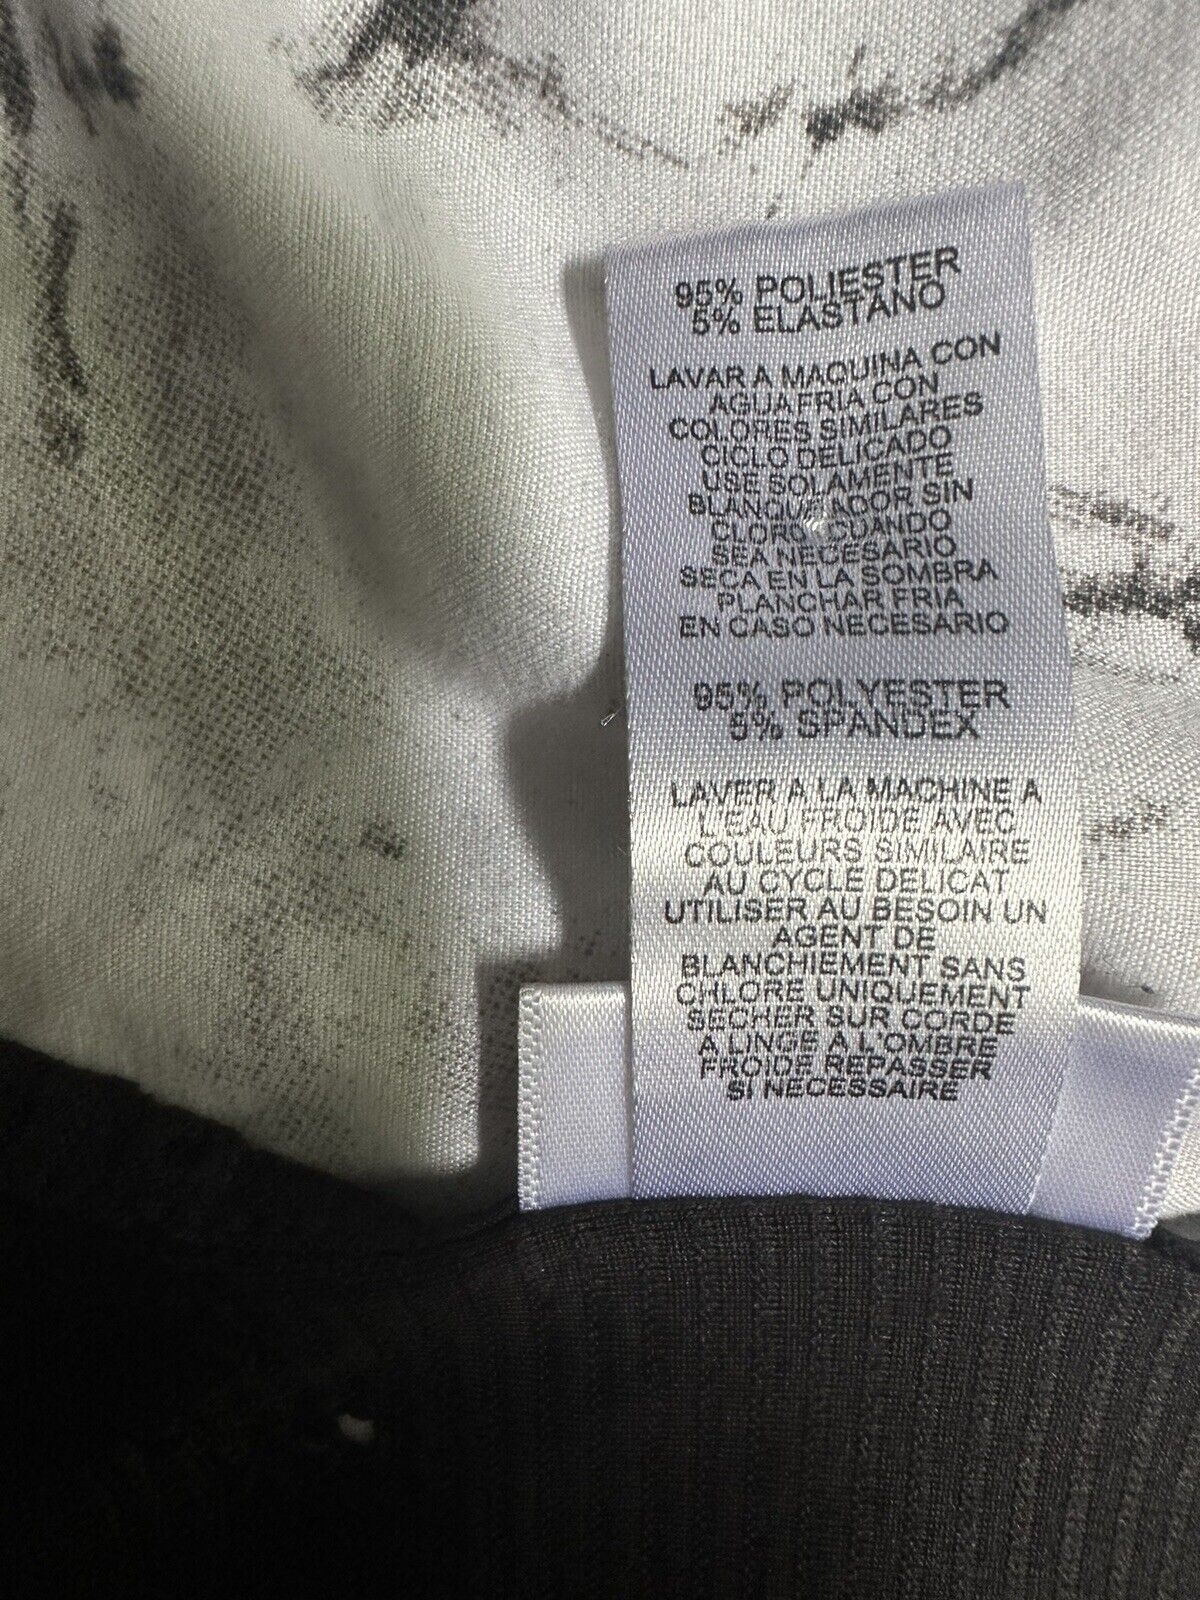 95% POLIESTER
5% ELASTANO
LAVAR A MAQUINA CON
AGUA FRIA CON
COLORES SIMILARES
CICLO DELICADO
USE SOLAMENTE
BLANQUEADOR SIN
CLORO CUANDO
SEA NECESARIO
SECA EN LA SOMBRA
PLANCHAR FRIA
EN CASO NECESARIO
95% POLYESTER
5% SPANDEX
LAVER A LA MACHINE A
L'EAU FROIDE AVEC
COULEURS SIMILAIRE
AU CYCLE DELICAT
UTILISER AU BESOIN UN
AGENT DE
BLANCHIEMENT SANS
CHLORE UNIQUEMENT
SECHER SUR CORDE
A LINGE A L'OMBRE
FROIDE REPASSER
SI NECESSAIRE